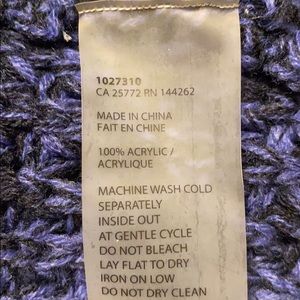 1027310
CA 25772 RN 144262
MADE IN CHINA
FAIT EN CHINE
100% ACRYLIC /
ACRYLIQUE
MACHINE WASH COLD
SEPARATELY
INSIDE OUT
AT GENTLE CYCLE
DO NOT BLEACH
LAY FLAT TO DRY
IRON ON LOW
DO NOT DRY CLEAN